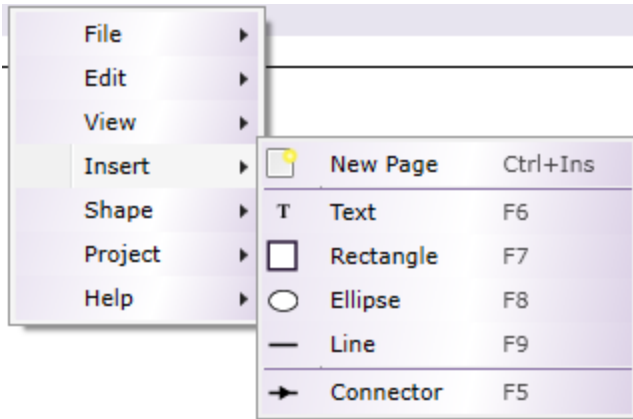 File
Edit
View
Insert
Shape
Project
Help
New Page Ctrl+Ins
T Text F6
Rectangle F7
Ellipse F8
Line F9
Connector F5